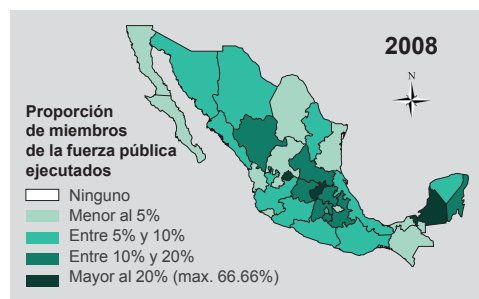 2008
N
Proporción
de miembros
de la fuerza pública
ejecutados
Ninguno
Menor al 5%
Entre 5% y 10%
Entre 10% y 20%
Mayor al 20% (max. 66.66%)